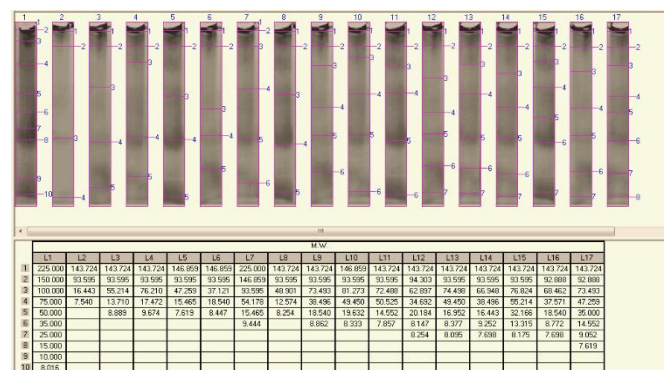 1 2 3 4 5 6 7 8 9 10 11 12 13 14 15 16 17
M.W.
L1 L2 L3 L4 L5 L6 L7 L8 L9 L10 L11 L12 L13 L14 L15 L16 L17
1 225.000 143.724 143.724 143.724 146.859 146.859 225.000 143.724 143.724 146.859 143.724 143.724 143.724 143.724 143.724 143.724 143.724
2 150.000 93.595 93.595 93.595 93.595 93.595 146.859 93.595 93.595 93.595 93.595 94.303 93.595 93.595 93.595 92.888 92.888
3 100.000 16.443 55.214 76.210 47.259 37.121 93.595 48.901 73.493 81.273 72.488 62.897 74.498 66.948 76.824 68.462 77.493
4 75.000 7.540 13.710 17.472 15.465 18.540 54.178 12.574 38.496 49.450 50.525 34.692 49.450 38.496 55.214 37.571 47.259
5 50.000 8.889 9.674 7.619 8.447 15.465 8.254 18.540 19.632 14.552 20.184 16.952 16.443 32.166 18.540 35.000
6 35.000 9.444 8.862 8.333 7.857 8.147 8.377 9.252 13.315 8.772 14.552
7 25.000 8.254 8.095 7.698 8.175 7.698 9.052
8 15.000 7.619
9 10.000
10 8.016